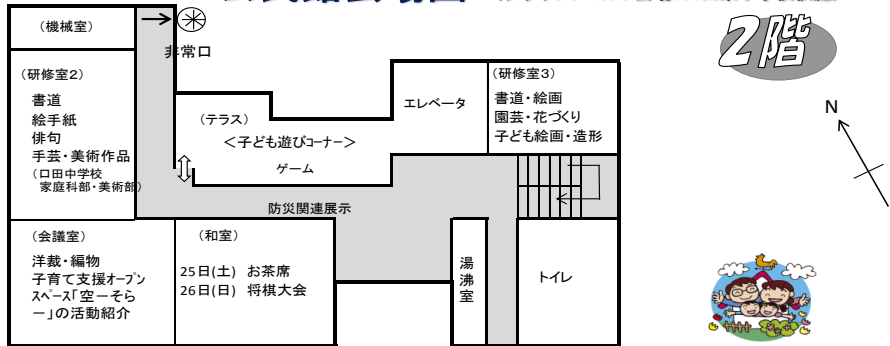 2階
(機械室)
非常口
(研修室2)
書道
絵手紙
俳句
手芸・美術作品
(口田中学校
家庭科部・美術部)
(テラス)
<子ども遊びコーナー>
ゲーム
エレベータ
(研修室3)
書道・絵画
園芸・花づくり
子ども絵画・造形
N
防災関連展示
(会議室)
洋裁・編物
子育て支援オープン
スペース「空ーそら
ー」の活動紹介
(和室)
25日(土) お茶席
26日(日) 将棋大会
湯沸室
トイレ